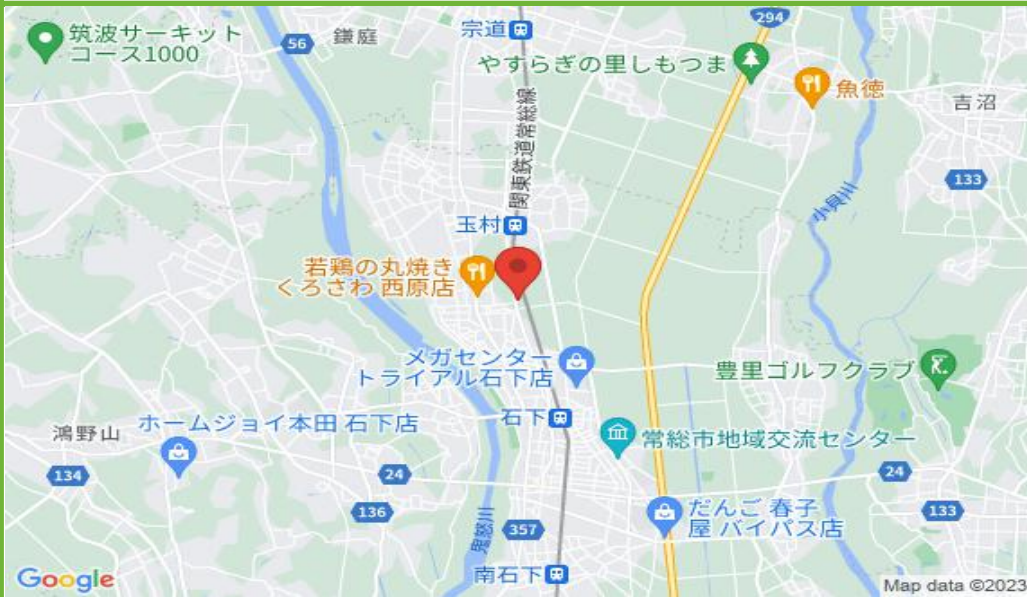 筑波サーキット
コース1000
56
鎌庭
宗道
294
やすらぎの里しもつま
魚徳
吉沼
関東鉄道常総線
133
小貝川
玉村
若鶏の丸焼き
くろさわ 西原店
メガセンター
トライアル石下店
豊里ゴルフクラブ
石下
ホームジョイ本田 石下店
鴻野山
常総市地域交流センター
134
24
24
136
鬼怒川
357
だんご 春子
屋 バイパス店
133
南石下
Google
Map data ©2023